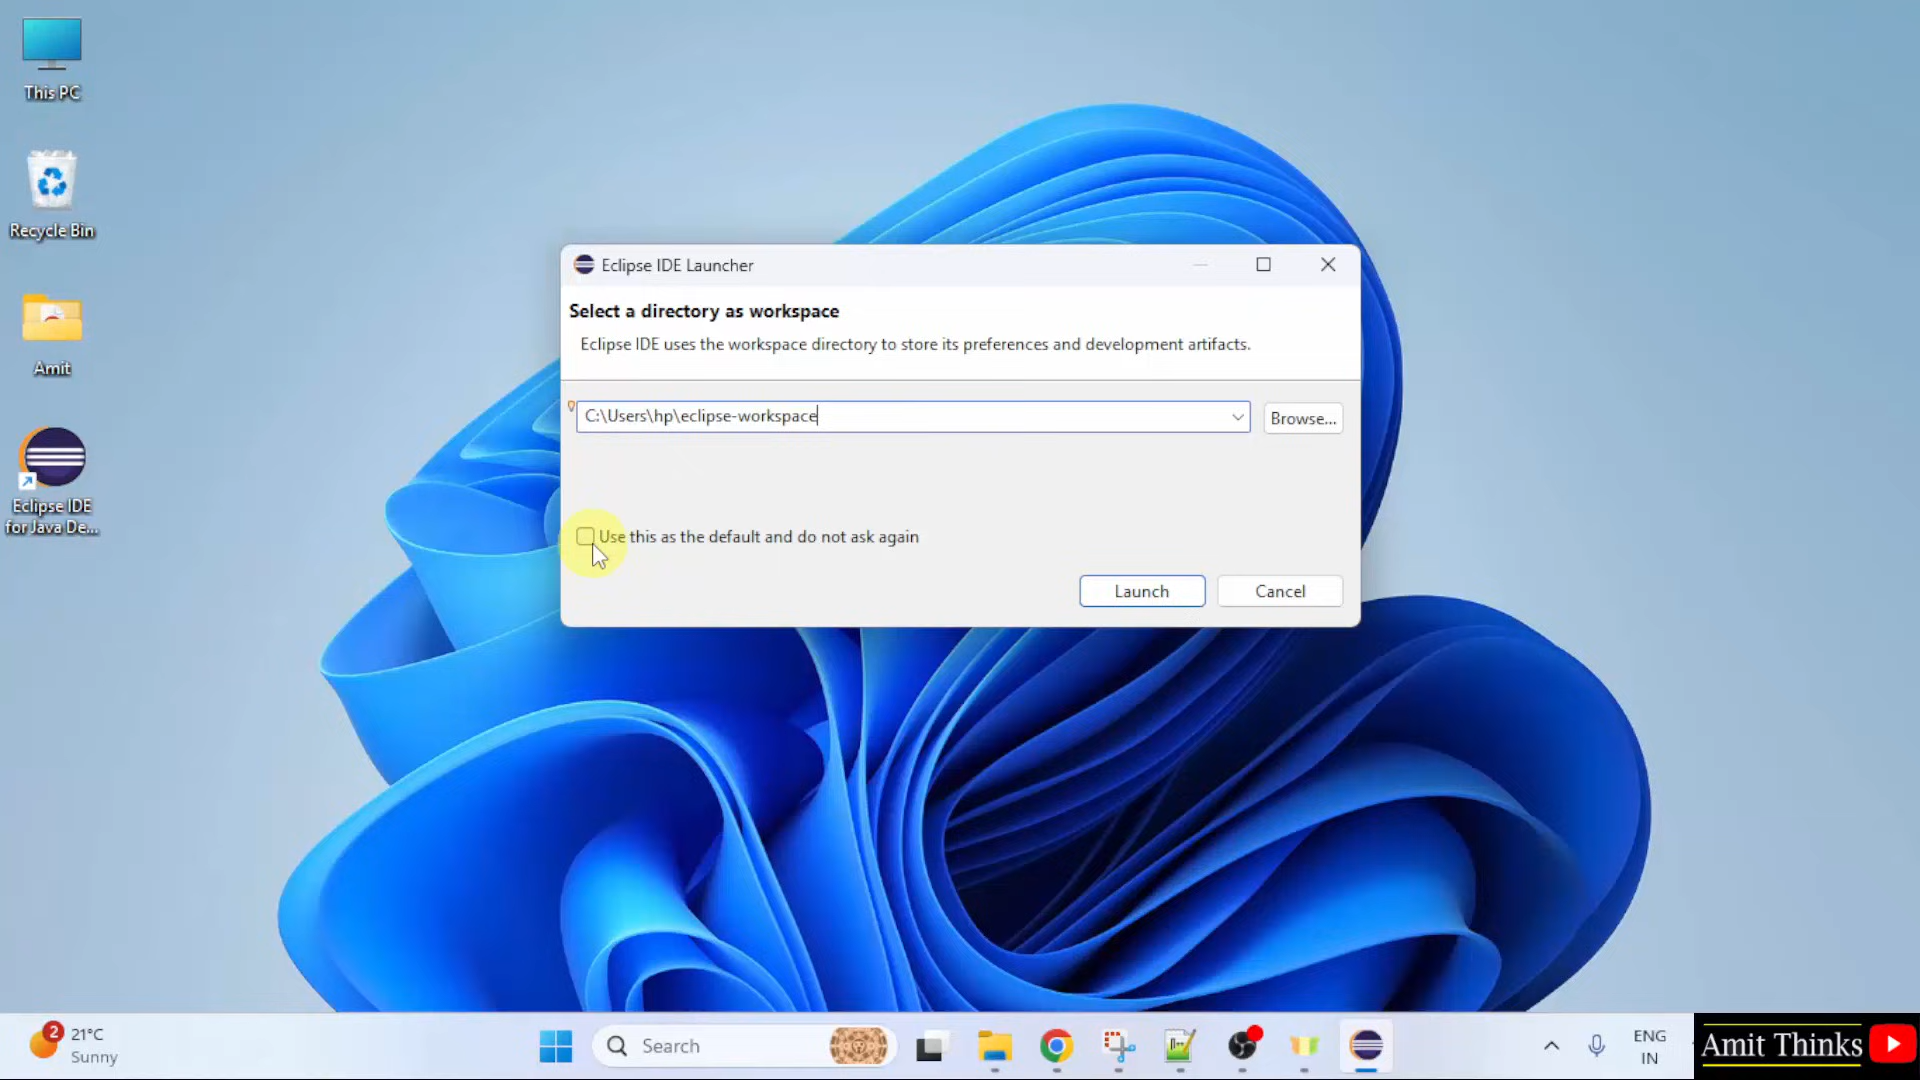 This PC
Recycle Bin
Amit
Eclipse IDE
for Java De...
Eclipse IDE Launcher
Select a directory as workspace
Eclipse IDE uses the workspace directory to store its preferences and development artifacts.
C:\Users\hp\eclipse-workspace
Browse...
Use this as the default and do not ask again
Launch
Cancel
2
21°C
Sunny
Search
ENG
IN
Amit Thinks